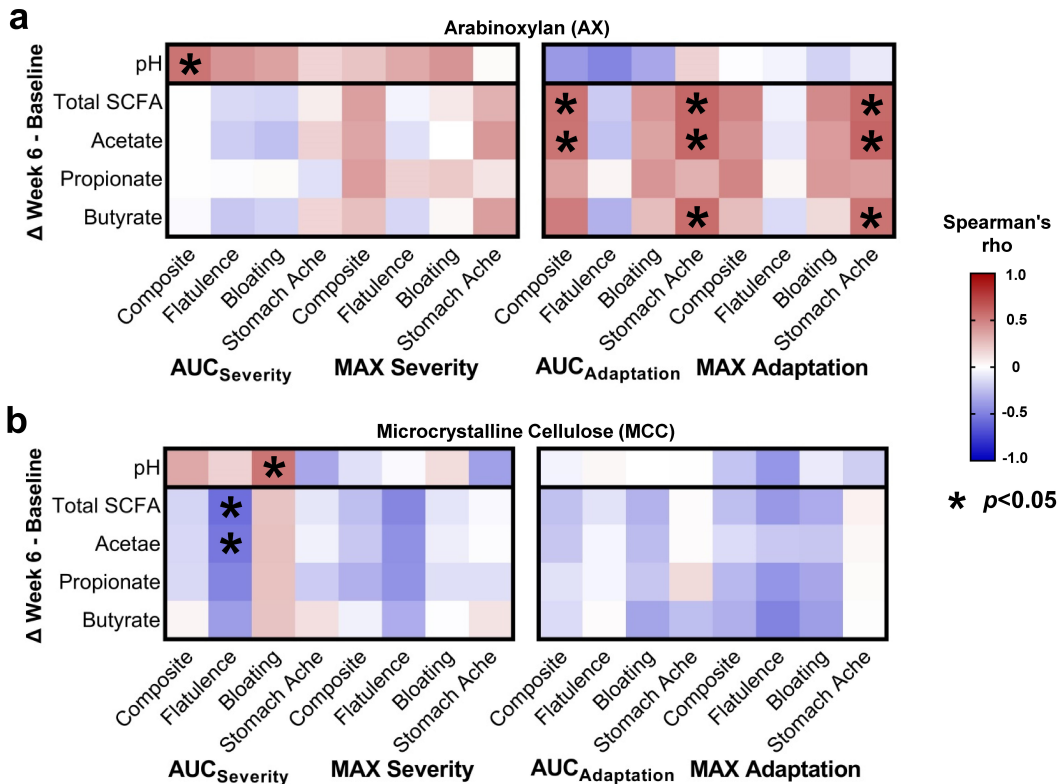 a
Arabinoxylan (AX)
Δ Week 6 - Baseline
pH
*
Total SCFA
* * *
Acetate
* * *
Propionate
Butyrate
* *
Composite Flatulence Bloating Stomach Ache Composite Flatulence Bloating Stomach Ache
Composite Flatulence Bloating Stomach Ache Composite Flatulence Bloating Stomach Ache
AUCSeverity MAX Severity AUCAdaptation MAX Adaptation
Spearman's
rho
1.0
0.5
0
-0.5
-1.0
* p<0.05
b
Microcrystalline Cellulose (MCC)
Δ Week 6 - Baseline
pH
*
Total SCFA
*
Acetae
*
Propionate
Butyrate
Composite Flatulence Bloating Stomach Ache Composite Flatulence Bloating Stomach Ache
Composite Flatulence Bloating Stomach Ache Composite Flatulence Bloating Stomach Ache
AUCSeverity MAX Severity AUCAdaptation MAX Adaptation